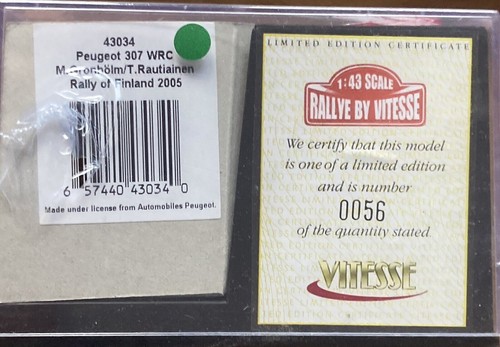 43034
Peugeot 307 WRC
M.Gronholm/T.Rautiainen
Rally of Finland 2005
6 57440 43034 0
Made under license from Automobiles Peugeot.
LIMITED EDITION CERTIFICATE
1:43 SCALE
RALLYE BY VITESSE
We certify that this model
is one of a limited edition
and is number
0056
of the quantity stated.
VITESSE